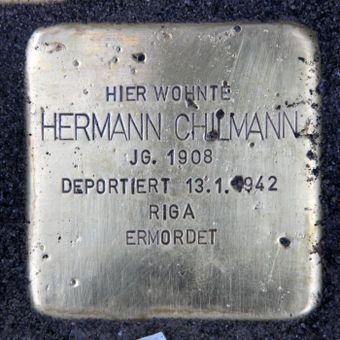 HIER WOHNTE
HERMANN CHILMANN
JG. 1908
DEPORTIERT 13.1.1942
RIGA
ERMORDET